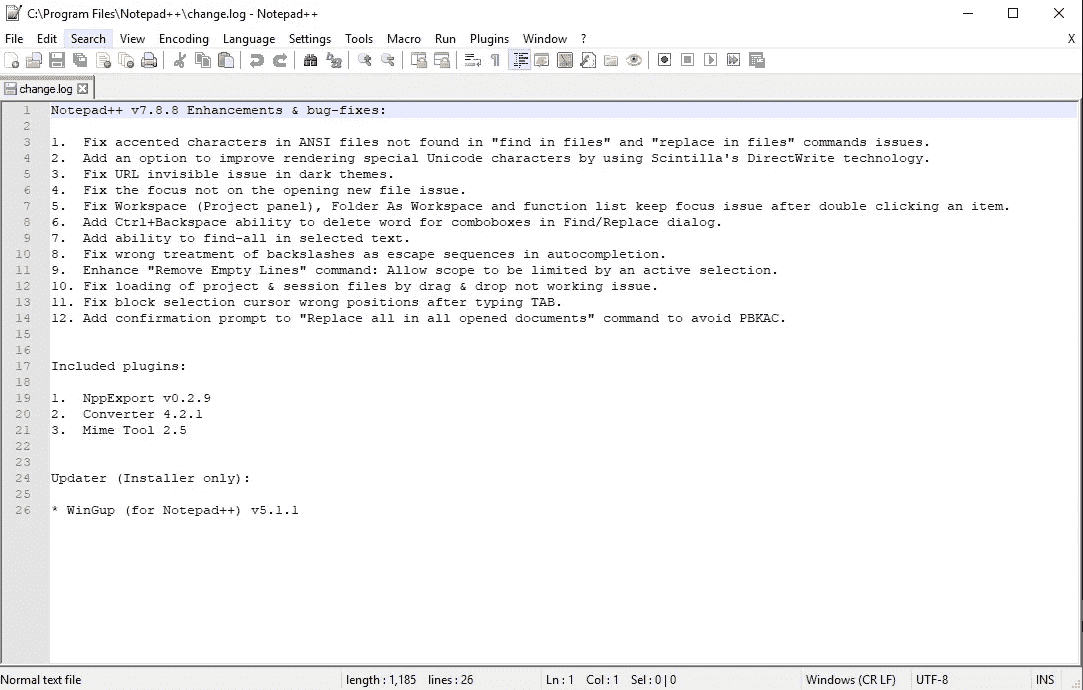 C:\Program Files\Notepad++\change.log - Notepad++
File Edit Search View Encoding Language Settings Tools Macro Run Plugins Window ? X
change.log
1 Notepad++ v7.8.8 Enhancements & bug-fixes:
2
3 1. Fix accented characters in ANSI files not found in "find in files" and "replace in files" commands issues.
4 2. Add an option to improve rendering special Unicode characters by using Scintilla's DirectWrite technology.
5 3. Fix URL invisible issue in dark themes.
6 4. Fix the focus not on the opening new file issue.
7 5. Fix Workspace (Project panel), Folder As Workspace and function list keep focus issue after double clicking an item.
8 6. Add Ctrl+Backspace ability to delete word for comboboxes in Find/Replace dialog.
9 7. Add ability to find-all in selected text.
10 8. Fix wrong treatment of backslashes as escape sequences in autocompletion.
11 9. Enhance "Remove Empty Lines" command: Allow scope to be limited by an active selection.
12 10. Fix loading of project & session files by drag & drop not working issue.
13 11. Fix block selection cursor wrong positions after typing TAB.
14 12. Add confirmation prompt to "Replace all in all opened documents" command to avoid PBKAC.
15
16
17 Included plugins:
18
19 1. NppExport v0.2.9
20 2. Converter 4.2.1
21 3. Mime Tool 2.5
22
23
24 Updater (Installer only):
25
26 * WinGup (for Notepad++) v5.1.1
Normal text file length : 1,185 lines : 26 Ln : 1 Col : 1 Sel : 0 | 0 Windows (CR LF) UTF-8 INS